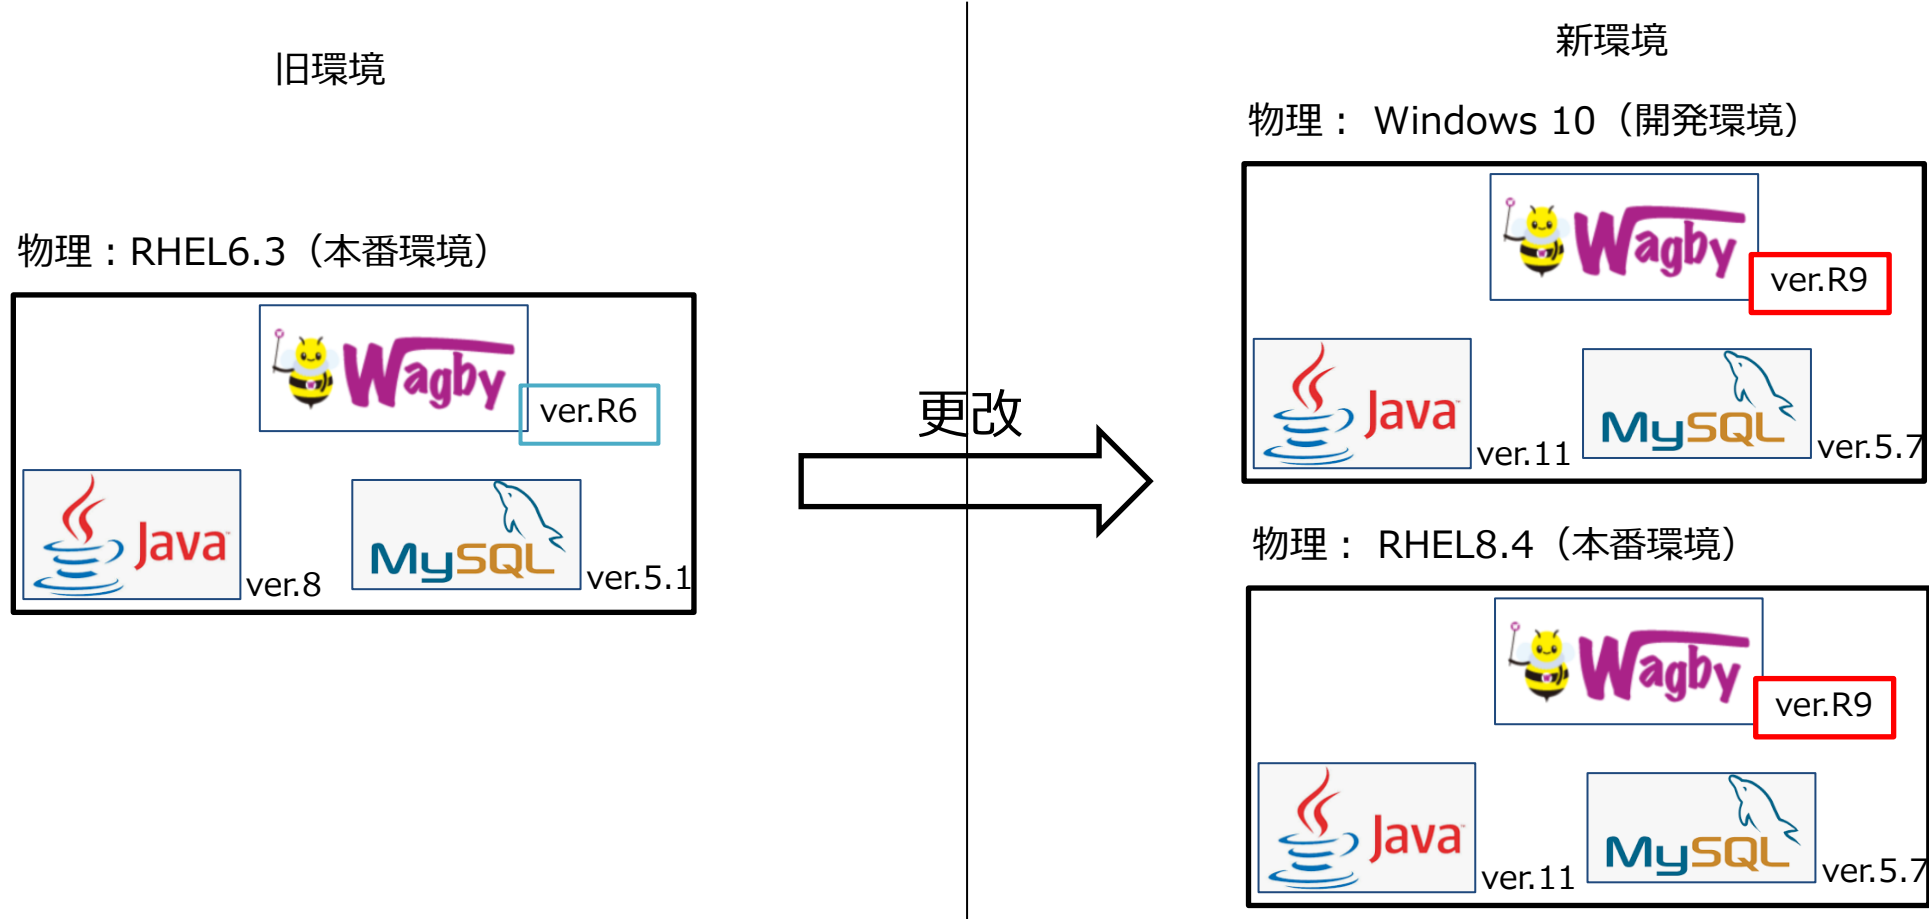 旧環境
物理：RHEL6.3（本番環境）
Wagby
ver.R6
Java
ver.8
MySQL
ver.5.1
更改
新環境
物理： Windows 10（開発環境）
Wagby
ver.R9
Java
ver.11
MySQL
ver.5.7
物理： RHEL8.4（本番環境）
Wagby
ver.R9
Java
ver.11
MySQL
ver.5.7